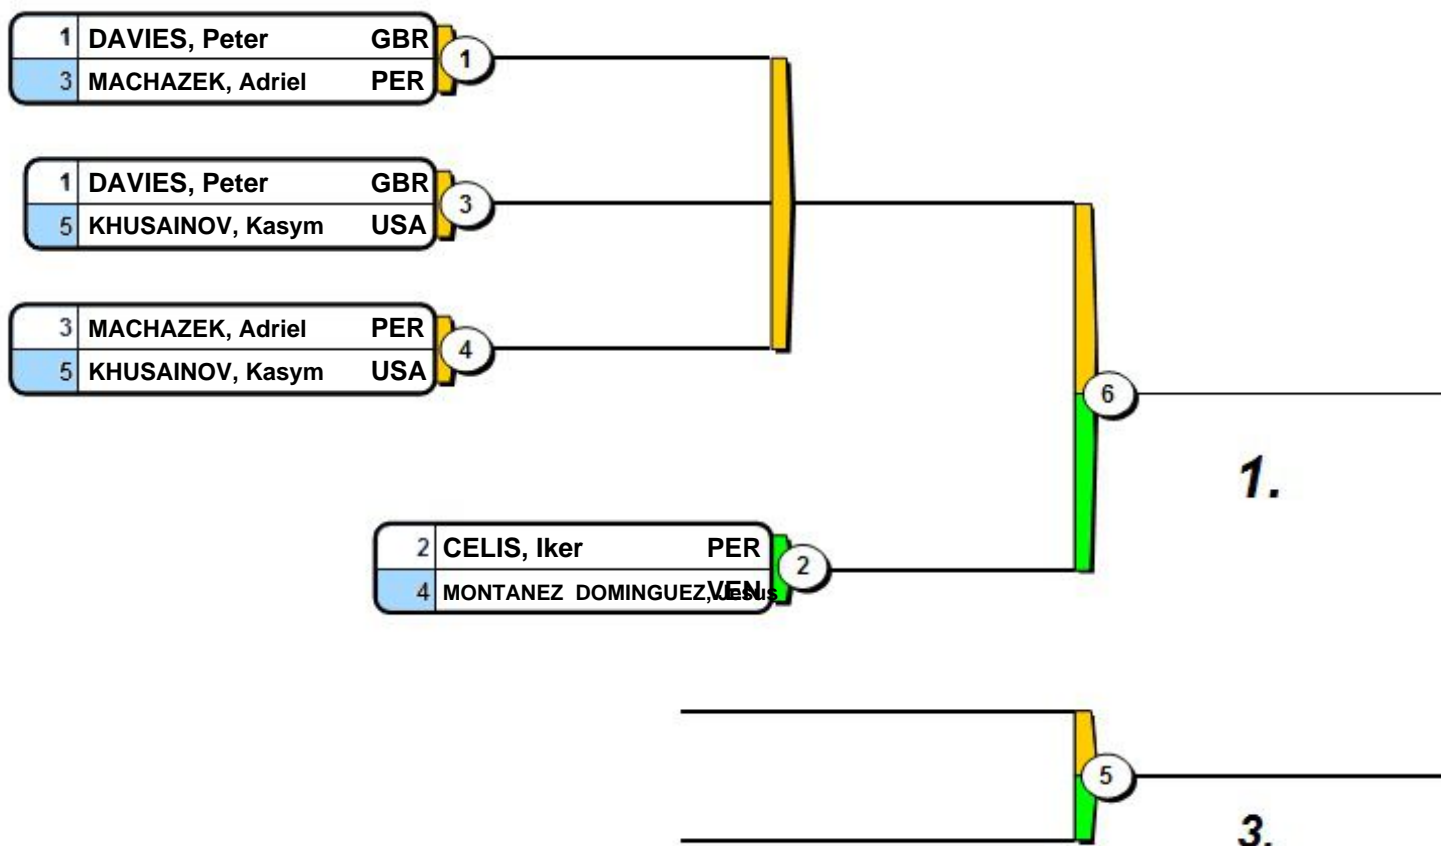 1 DAVIES, Peter GBR
3 MACHAZEK, Adriel PER
1
1 DAVIES, Peter GBR
5 KHUSAINOV, Kasym USA
3
3 MACHAZEK, Adriel PER
5 KHUSAINOV, Kasym USA
4
6
1.
2 CELIS, Iker PER
4 MONTANEZ DOMINGUEZ, Jesus VEN
2
5
3.